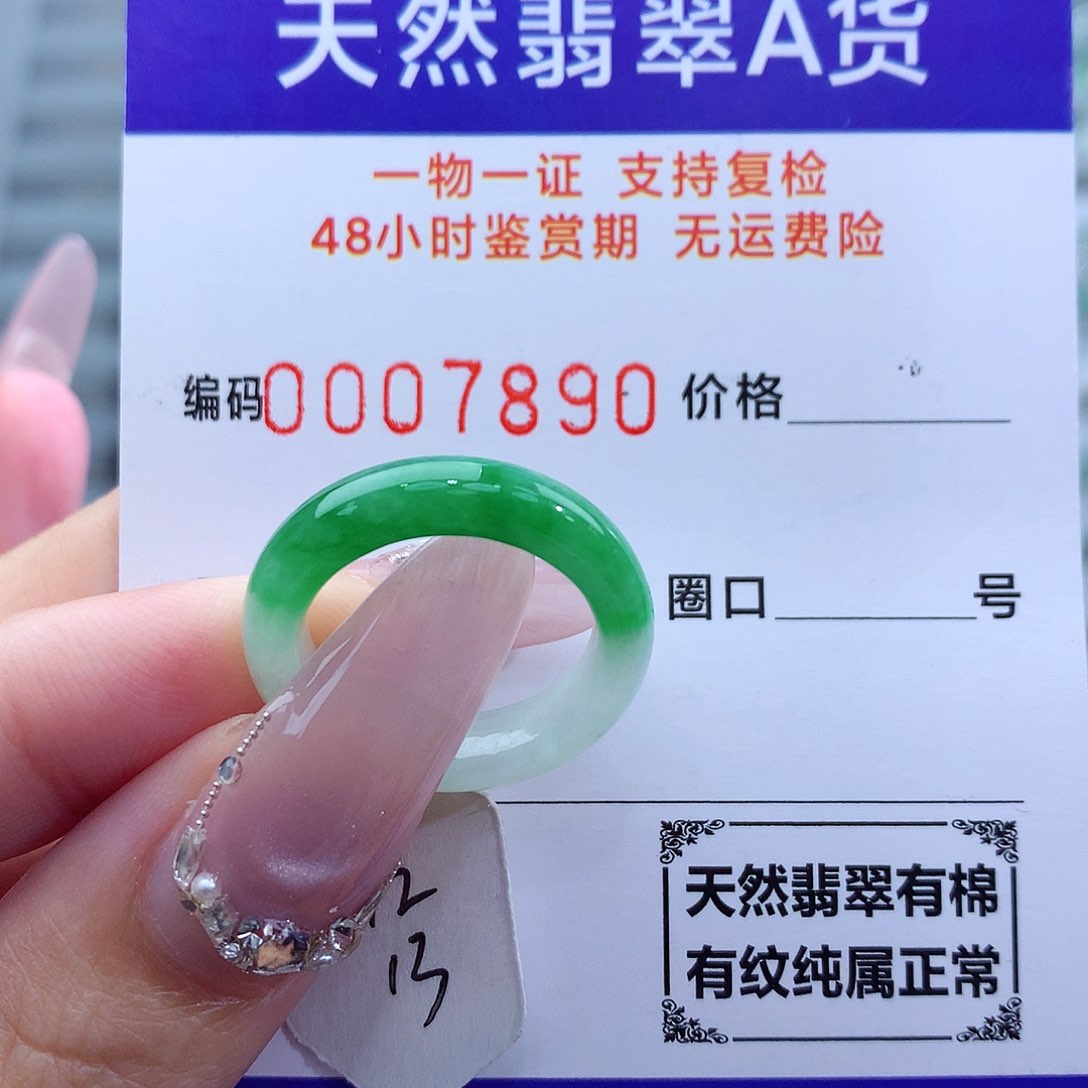 天然翡翠A货
一物一证 支持复检
48小时鉴赏期 无运费险
编码0007890 价格
圈口 号
天然翡翠有棉
有纹纯属正常
2
13